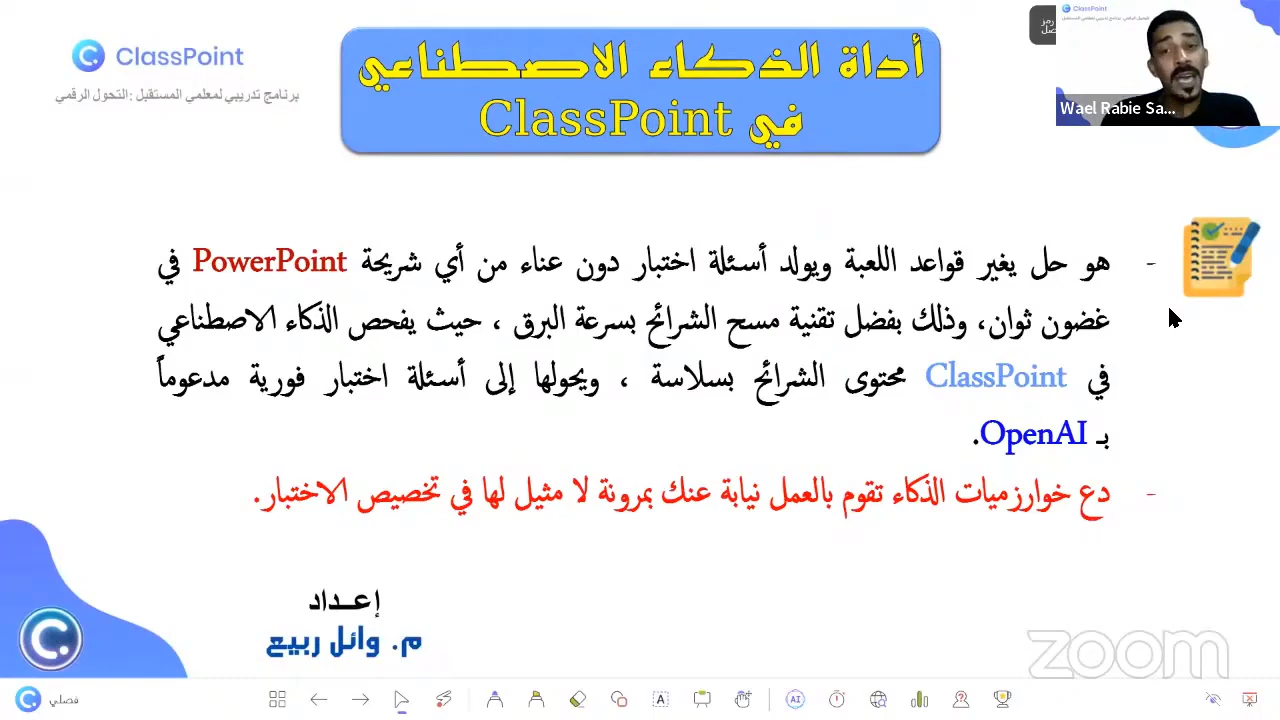 ClassPoint
برنامج تدريبي لمعلمي المستقبل :التحول الرقمي
أداة الذكاء الاصطناعي
في ClassPoint
ClassPoint
رمز
Wael Rabie Sa...
- هو حل يغير قواعد اللعبة ويولد أسئلة اختبار دون عناء من أي شريحة PowerPoint في
غضون ثوان، وذلك بفضل تقنية مسح الشرائح بسرعة البرق ، حيث يفحص الذكاء الاصطناعي
في ClassPoint محتوى الشرائح بسلاسة ، ويحولها إلى أسئلة اختبار فورية مدعوماً
بـ OpenAI.
- دع خوارزميات الذكاء تقوم بالعمل نيابة عنك بمرونة لا مثيل لها في تخصيص الاختبار.
إعـداد
م. وائل ربيع
zoom
فصلي
A
AI